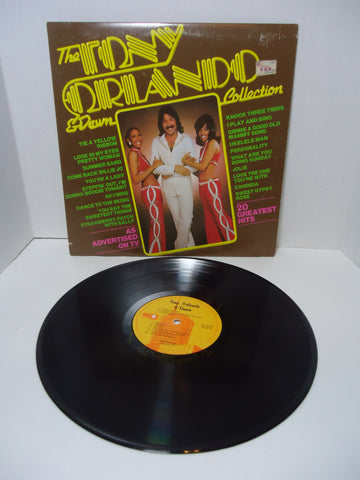 The
TONY
ORLANDO
& Dawn
Collection
TIE A YELLOW
RIBBON
LOOK IN MY EYES
PRETTY WOMAN
SUMMER SAND
COME BACK BILLIE JO
YOU'RE A LADY
STEPPIN' OUT, I'M
GONNA BOOGIE TONIGHT
SKYBIRD
DANCE TO THE MUSIC
YOU SAY THE
SWEETEST THINGS
STRAWBERRY PATCH
WITH SALLY
AS
ADVERTISED
ON TV
KNOCK THREE TIMES
I PLAY AND SING
GIMME A GOOD OLD
MAMMY SONG
UKELELE MAN
PERSONALITY
WHAT ARE YOU
DOING SUNDAY
JOLIE
LOVE THE ONE
YOU'RE WITH
CANDIDA
SWEET GYPSY
ROSE
20
GREATEST
HITS
Tony Orlando
& Dawn